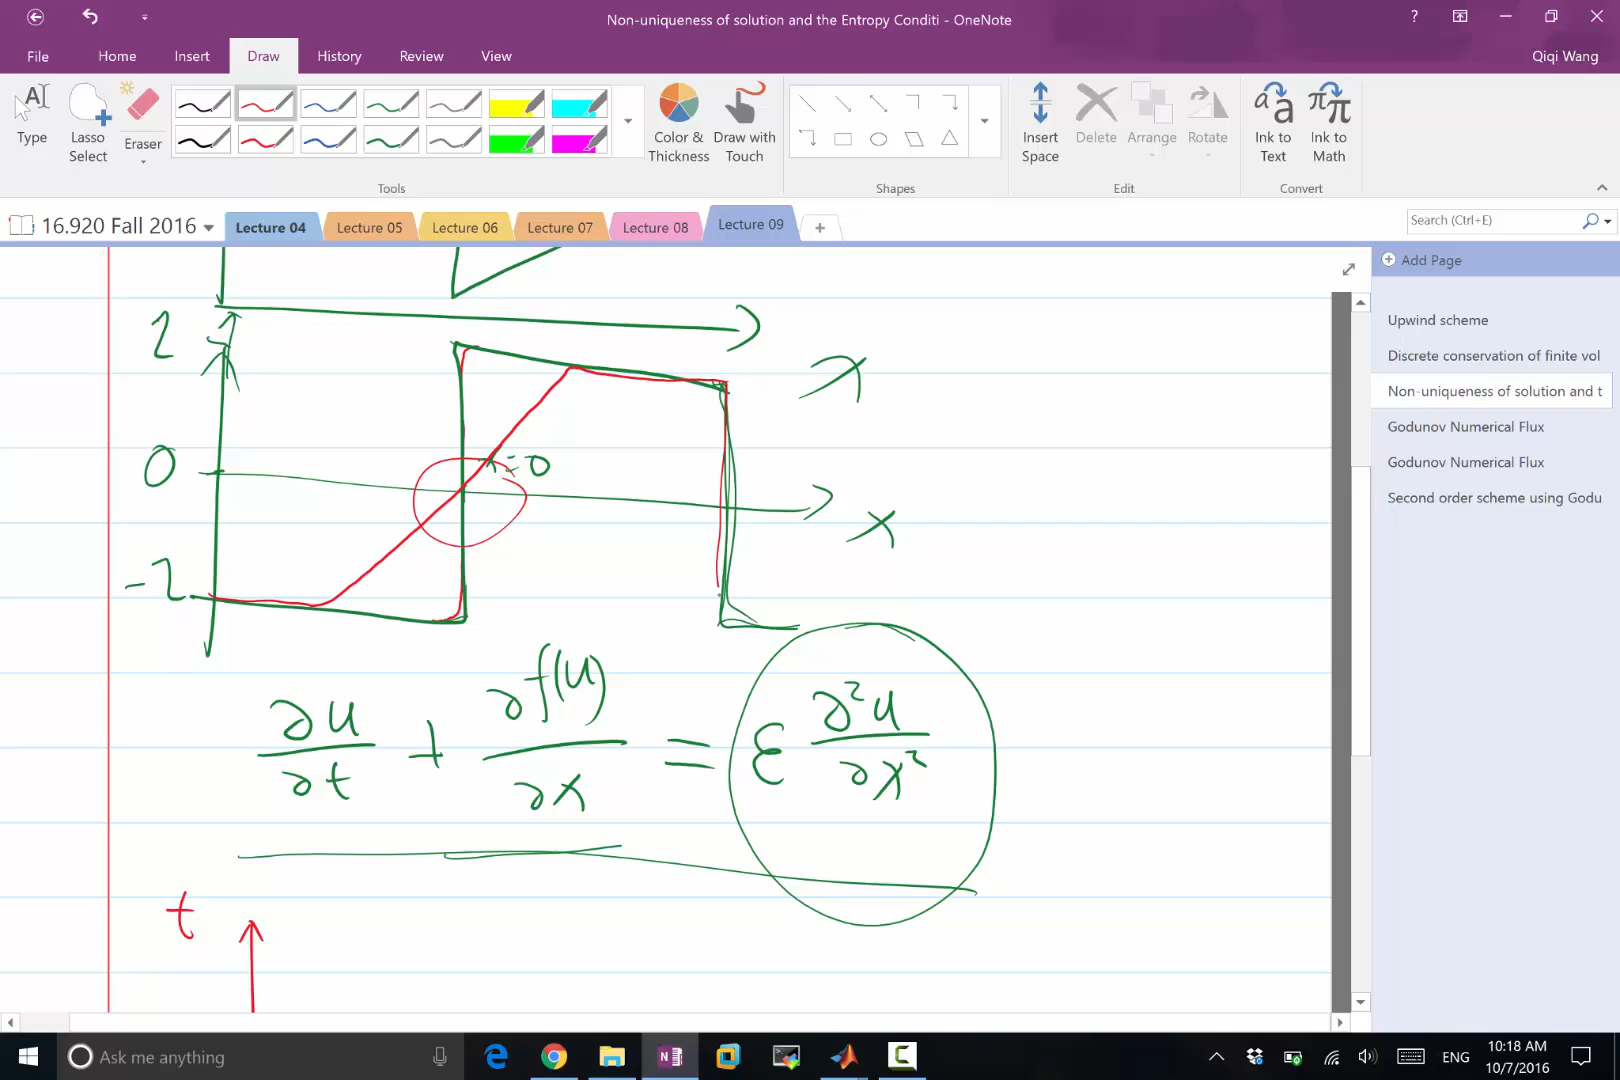 Non-uniqueness of solution and the Entropy Conditi - OneNote
?
File Home Insert Draw History Review View
Qiqi Wang
Type
Lasso Select
Eraser
Color & Thickness
Draw with Touch
Insert Space
Delete
Arrange
Rotate
Ink to Text
Ink to Math
Tools
Shapes
Edit
Convert
16.920 Fall 2016
Lecture 04 Lecture 05 Lecture 06 Lecture 07 Lecture 08 Lecture 09 +
Search (Ctrl+E)
Add Page
Upwind scheme
Discrete conservation of finite vol
Non-uniqueness of solution and t
Godunov Numerical Flux
Godunov Numerical Flux
Second order scheme using Godu
2
x
0
x=0
x
-2
∂u/∂t + ∂f(u)/∂x = ε ∂²u/∂x²
t
Ask me anything
ENG
10:18 AM
10/7/2016